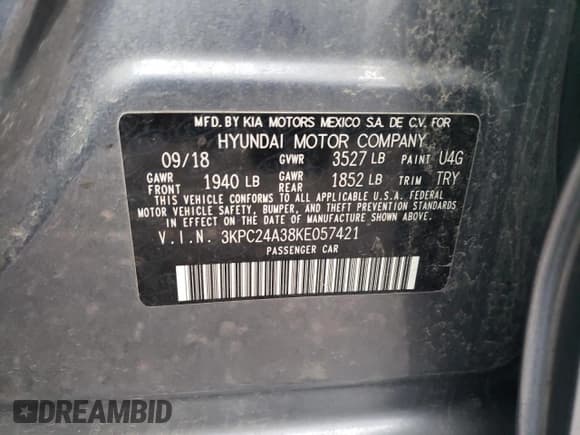 MFD. BY KIA MOTORS MEXICO S.A. DE C.V. FOR
HYUNDAI MOTOR COMPANY
09/18 GVWR 3527 LB PAINT U4G
GAWR FRONT 1940 LB GAWR REAR 1852 LB TRIM TRY
THIS VEHICLE CONFORMS TO ALL APPLICABLE U.S.A. FEDERAL
MOTOR VEHICLE SAFETY, BUMPER, AND THEFT PREVENTION STANDARDS
IN EFFECT ON THE DATE OF MANUFACTURE SHOWN ABOVE.
V.I.N. 3KPC24A38KE057421
PASSENGER CAR
DREAMBID